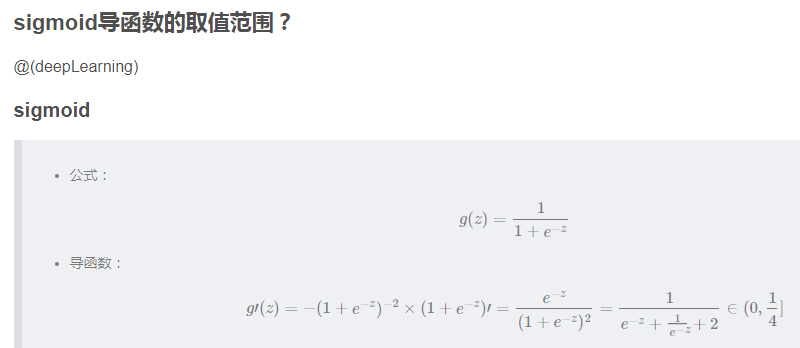 sigmoid导函数的取值范围？
@(deepLearning)
sigmoid
• 公式：
g(z) = \frac{1}{1 + e^{-z}}
• 导函数：
g\prime(z) = -(1 + e^{-z})^{-2} \times (1 + e^{-z})\prime = \frac{e^{-z}}{(1 + e^{-z})^2} = \frac{1}{e^{-z} + \frac{1}{e^{-z}} + 2} \in (0, \frac{1}{4}]